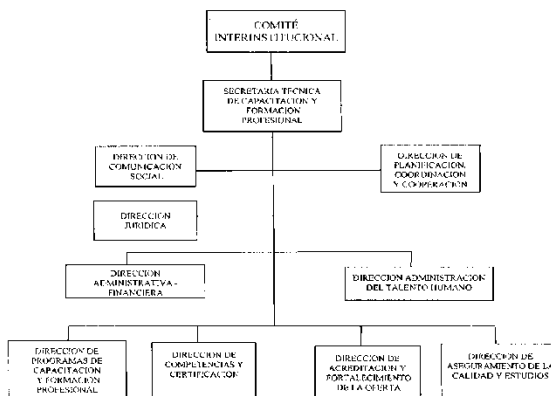 COMITÉ
INTERINSTITUCIONAL
SECRETARIA TÉCNICA
DE CAPACITACION Y
FORMACION
PROFESIONAL
DIRECCION DE
COMUNICACIÓN
SOCIAL
DIRECCION DE
PLANIFICACION,
COORDINACION
Y COOPERACION
DIRECCION
JURIDICA
DIRECCION
ADMINISTRATIVA -
FINANCIERA
DIRECCION ADMINISTRACION
DEL TALENTO HUMANO
DIRECCION DE
PROGRAMAS DE
CAPACITACION
Y FORMACION
PROFESIONAL
DIRECCION DE
COMPETENCIAS Y
CERTIFICACION
DIRECCION DE
ACREDITACION Y
FORTALECIMIENTO
DE LA OFERTA
DIRECCION DE
ASEGURAMIENTO DE LA
CALIDAD Y ESTUDIOS